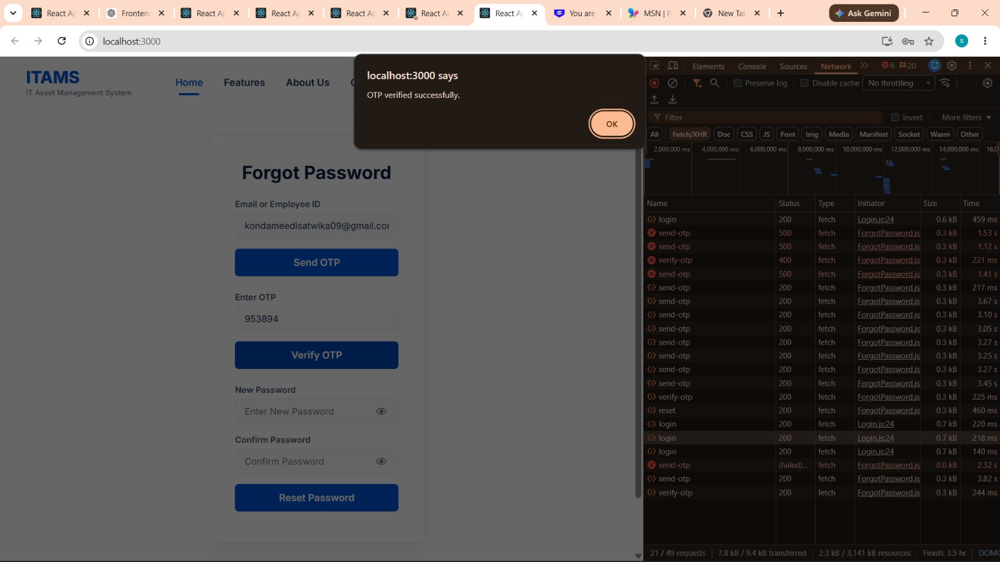 React Ap
Frontend
React Ap
React Ap
React Ap
React Ap
React Ap
You are
MSN | P
New Tab
Ask Gemini
localhost:3000
S
ITAMS
IT Asset Management System
Home
Features
About Us
localhost:3000 says
OTP verified successfully.
OK
Forgot Password
Email or Employee ID
kondameedisatwika09@gmail.com
Send OTP
Enter OTP
953894
Verify OTP
New Password
Enter New Password
Confirm Password
Confirm Password
Reset Password
Elements Console Sources Network 6 20
Preserve log Disable cache No throttling
Filter Invert More filters
All Fetch/XHR Doc CSS JS Font Img Media Manifest Socket Wasm Other
2,000,000 ms 4,000,000 ms 6,000,000 ms 8,000,000 ms 10,000,000 ms 12,000,000 ms 14,000,000 ms 16,0
Name Status Type Initiator Size Time
login 200 fetch Login.js:24 0.6 kB 459 ms
send-otp 500 fetch ForgotPassword.js 0.3 kB 1.53 s
send-otp 500 fetch ForgotPassword.js 0.3 kB 1.12 s
verify-otp 400 fetch ForgotPassword.js 0.3 kB 221 ms
send-otp 500 fetch ForgotPassword.js 0.3 kB 1.41 s
send-otp 200 fetch ForgotPassword.js 0.3 kB 217 ms
send-otp 200 fetch ForgotPassword.js 0.3 kB 3.67 s
send-otp 200 fetch ForgotPassword.js 0.3 kB 3.10 s
send-otp 200 fetch ForgotPassword.js 0.3 kB 3.05 s
send-otp 200 fetch ForgotPassword.js 0.3 kB 3.27 s
send-otp 200 fetch ForgotPassword.js 0.3 kB 3.25 s
send-otp 200 fetch ForgotPassword.js 0.3 kB 3.27 s
send-otp 200 fetch ForgotPassword.js 0.3 kB 3.45 s
verify-otp 200 fetch ForgotPassword.js 0.3 kB 225 ms
reset 200 fetch ForgotPassword.js 0.3 kB 460 ms
login 200 fetch Login.js:24 0.7 kB 220 ms
login 200 fetch Login.js:24 0.7 kB 218 ms
login 200 fetch Login.js:24 0.7 kB 140 ms
send-otp (failed)... fetch ForgotPassword.js 0.0 kB 2.32 s
send-otp 200 fetch ForgotPassword.js 0.3 kB 3.82 s
verify-otp 200 fetch ForgotPassword.js 0.3 kB 244 ms
21 / 49 requests 7.8 kB / 9.4 kB transferred 2.3 kB / 3,141 kB resources Finish: 3.5 hr DOMC